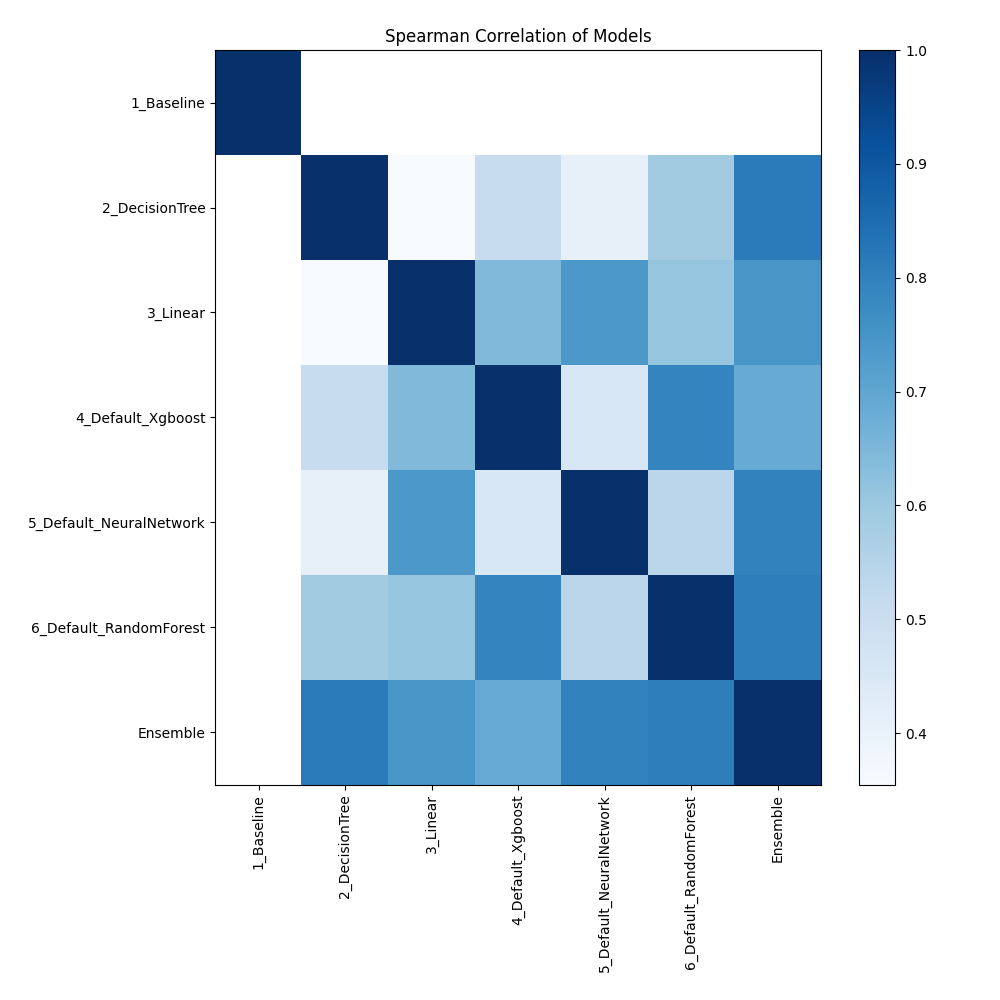 Spearman Correlation of Models
1_Baseline
2_DecisionTree
3_Linear
4_Default_Xgboost
5_Default_NeuralNetwork
6_Default_RandomForest
Ensemble
1_Baseline
2_DecisionTree
3_Linear
4_Default_Xgboost
5_Default_NeuralNetwork
6_Default_RandomForest
Ensemble
1.0
0.9
0.8
0.7
0.6
0.5
0.4